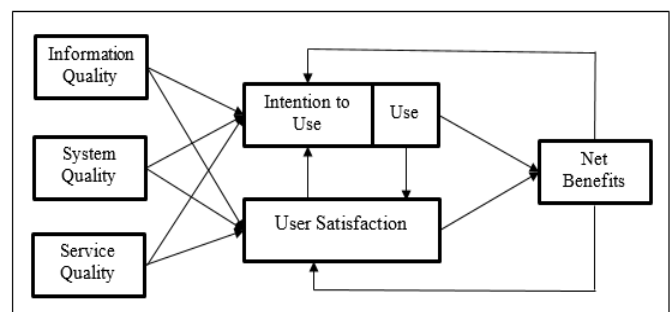 Information
Quality
System
Quality
Service
Quality
Intention to
Use
Use
User Satisfaction
Net
Benefits